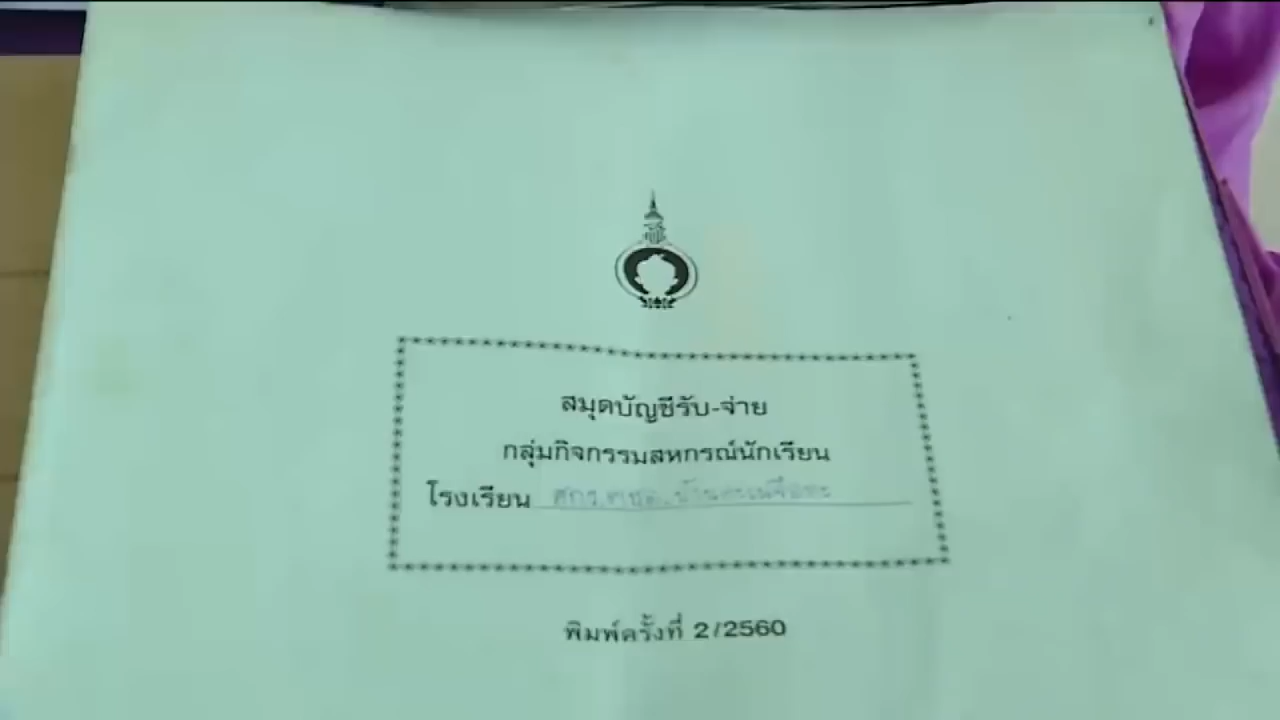 สมุดบัญชีรับ-จ่าย
กลุ่มกิจกรรมสหกรณ์นักเรียน
โรงเรียน
พิมพ์ครั้งที่ 2/2560